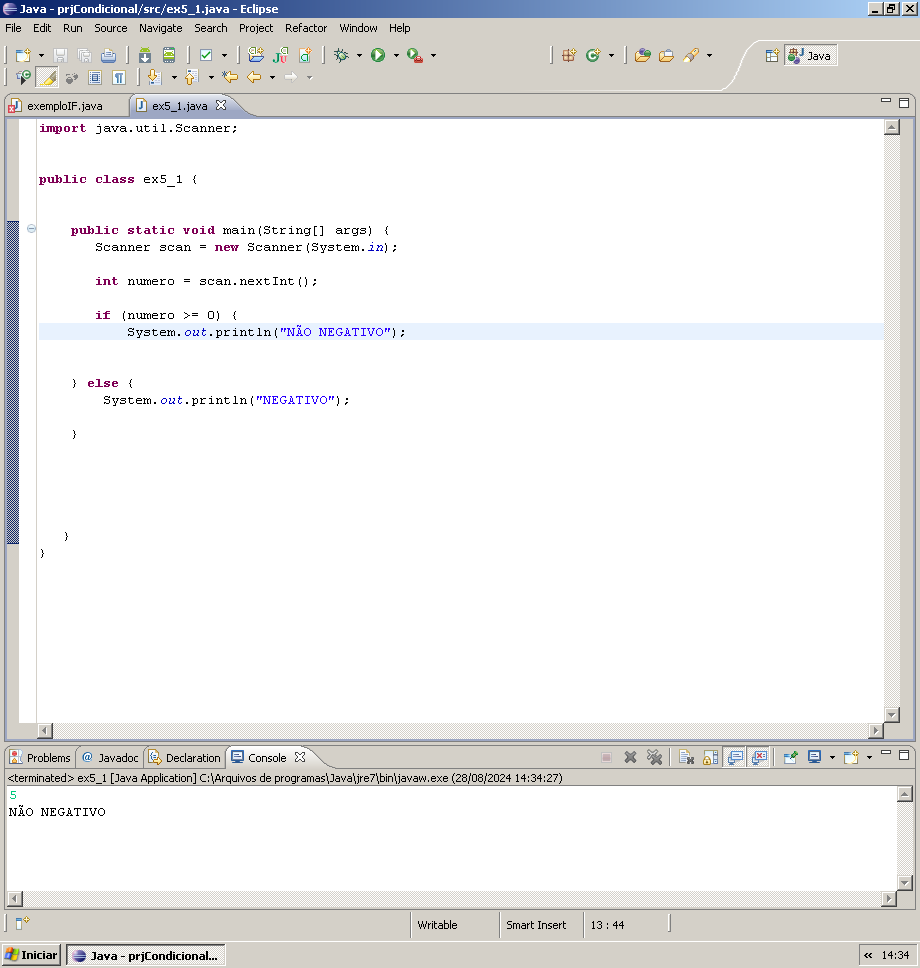 Java - prjCondicional/src/ex5_1.java - Eclipse
File Edit Run Source Navigate Search Project Refactor Window Help
Java
exemploIF.java ex5_1.java
import java.util.Scanner;
public class ex5_1 {
public static void main(String[] args) {
Scanner scan = new Scanner(System.in);
int numero = scan.nextInt();
if (numero >= 0) {
System.out.println("NÃO NEGATIVO");
} else {
System.out.println("NEGATIVO");
}
}
}
Problems @ Javadoc Declaration Console
<terminated> ex5_1 [Java Application] C:\Arquivos de programas\Java\jre7\bin\javaw.exe (28/08/2024 14:34:27)
5
NÃO NEGATIVO
Writable Smart Insert 13 : 44
Iniciar Java - prjCondicional... « 14:34